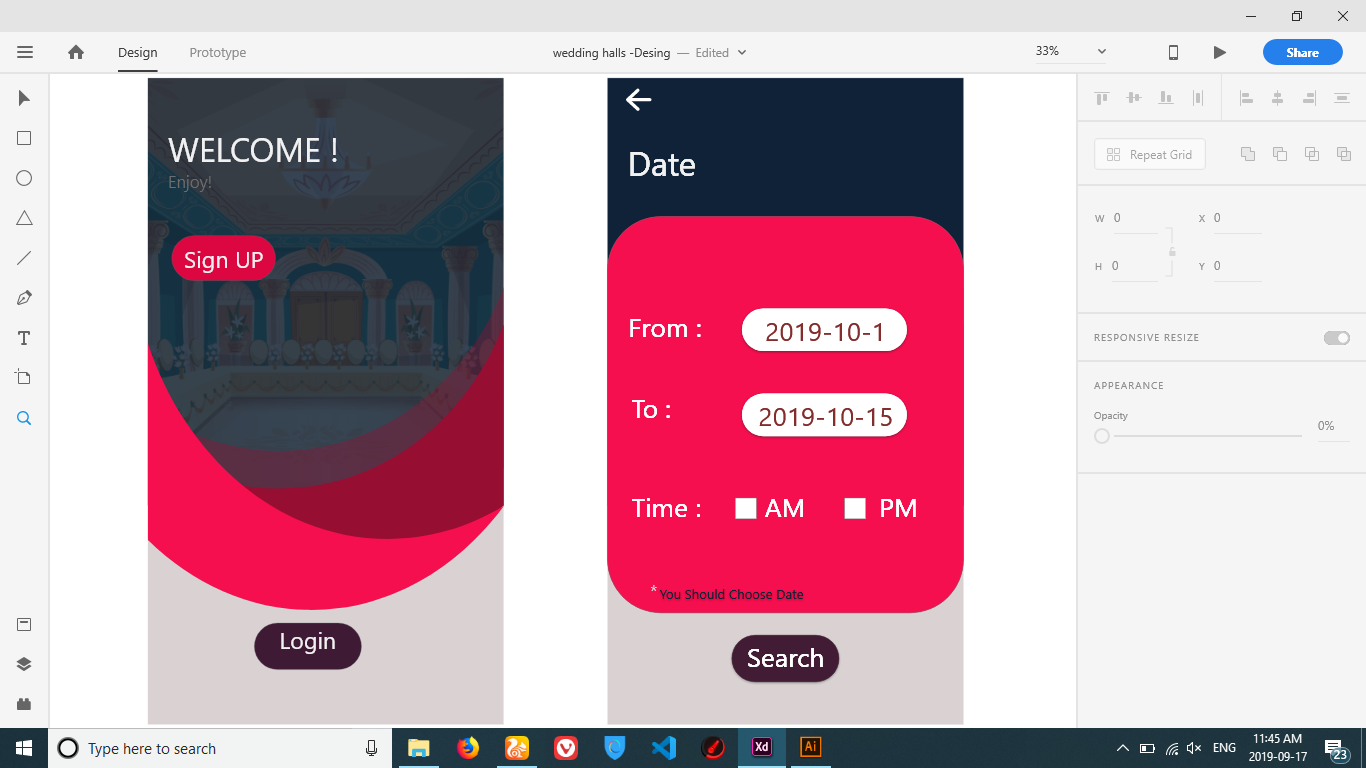 Design
Prototype
wedding halls -Desing — Edited
33%
Share
WELCOME !
Enjoy!
Sign UP
Login
Date
From :
2019-10-1
To :
2019-10-15
Time :
AM
PM
* You Should Choose Date
Search
Repeat Grid
W 0
X 0
H 0
Y 0
RESPONSIVE RESIZE
APPEARANCE
Opacity
0%
Type here to search
Xd
Ai
ENG
11:45 AM
2019-09-17
23